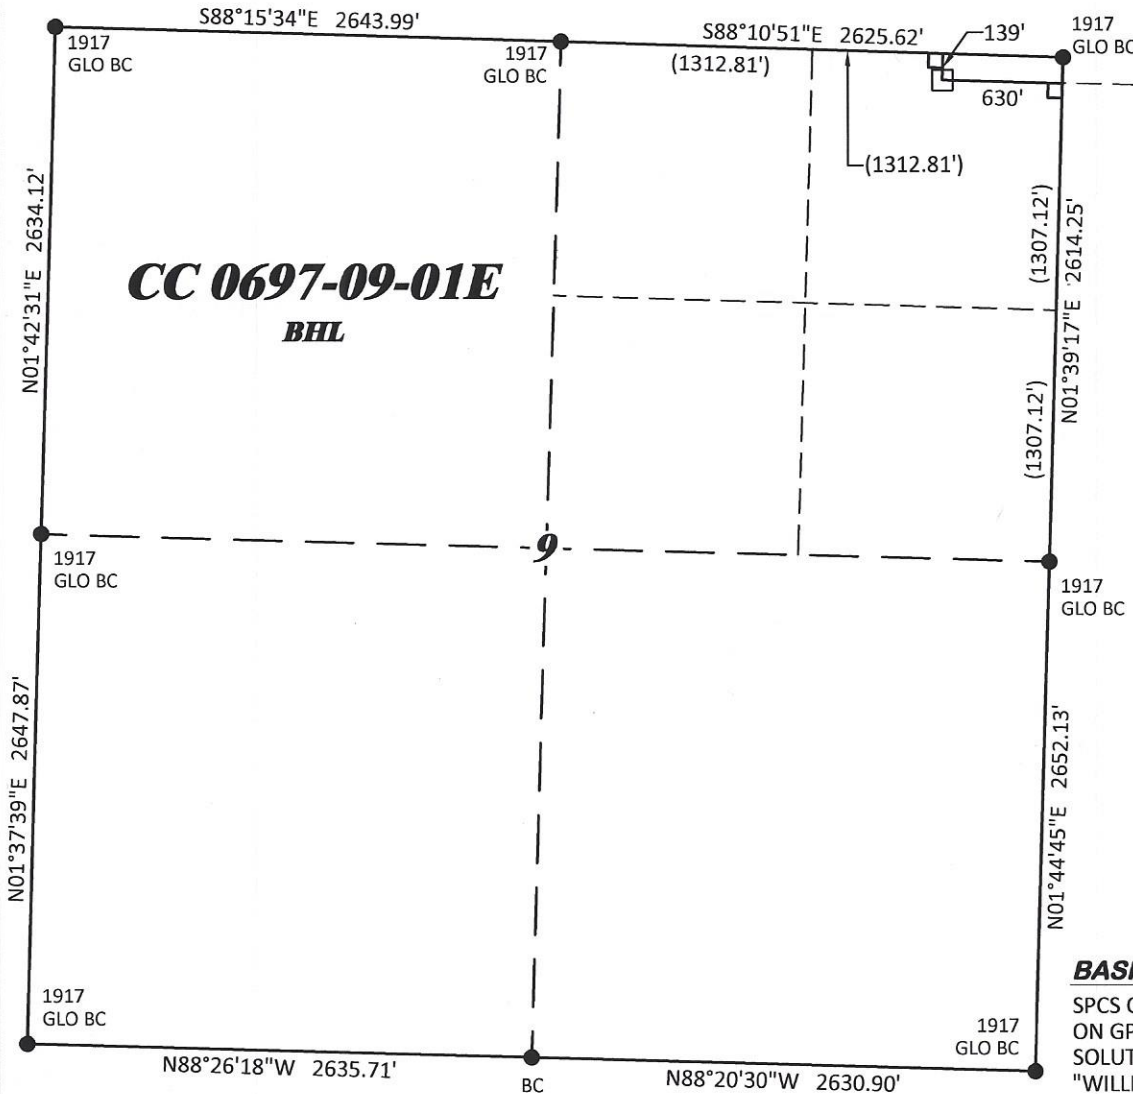 S88°15'34"E 2643.99'
S88°10'51"E 2625.62'
139'
1917
GLO BC
1917
GLO BC
1917
GLO BC
(1312.81')
630'
(1312.81')
N01°42'31"E 2634.12'
(1307.12')
N01°39'17"E 2614.25'
CC 0697-09-01E
BHL
(1307.12')
9
1917
GLO BC
1917
GLO BC
N01°37'39"E 2647.87'
N01°44'45"E 2652.13'
1917
GLO BC
1917
GLO BC
N88°26'18"W 2635.71'
BC
N88°20'30"W 2630.90'
SPCS